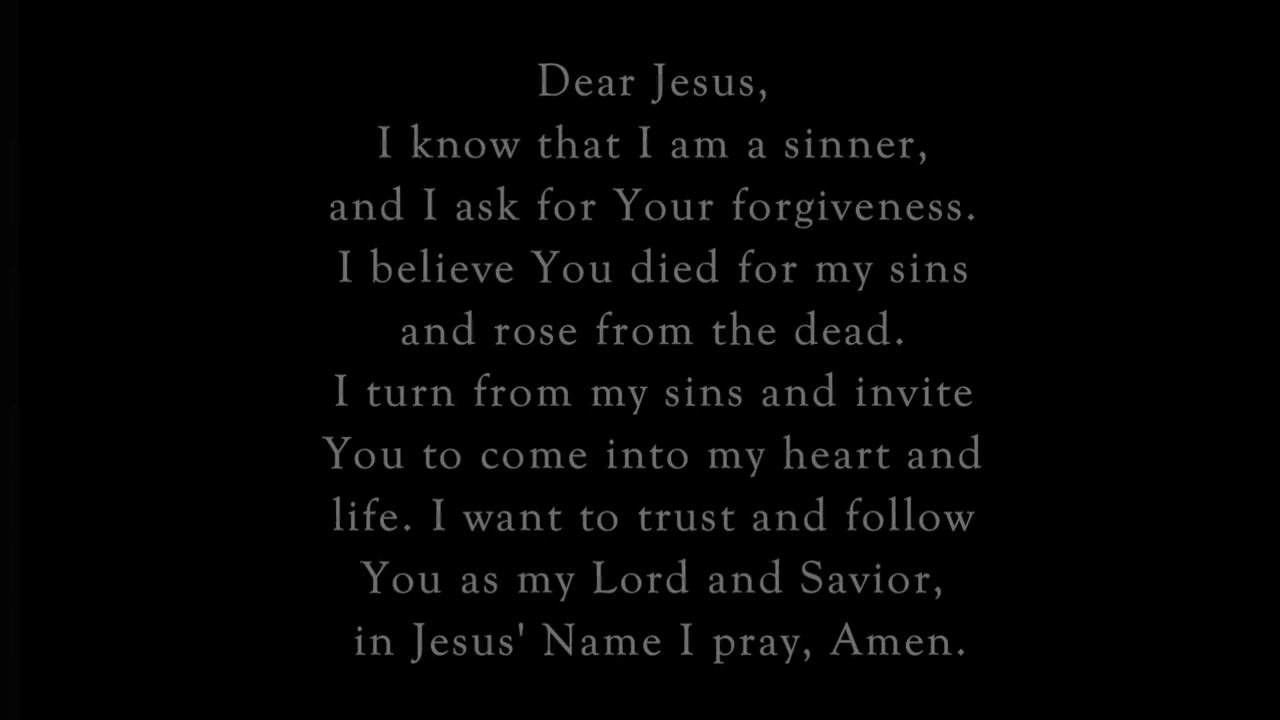 Dear Jesus,
I know that I am a sinner,
and I ask for Your forgiveness.
I believe You died for my sins
and rose from the dead.
I turn from my sins and invite
You to come into my heart and
life. I want to trust and follow
You as my Lord and Savior,
in Jesus' Name I pray, Amen.